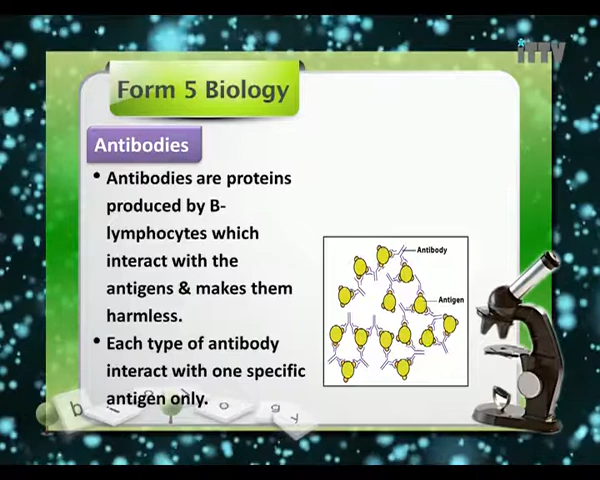 iTTV
Form 5 Biology
Antibodies
• Antibodies are proteins
produced by B-
lymphocytes which
interact with the
antigens & makes them
harmless.
• Each type of antibody
interact with one specific
antigen only.
Antibody
Antigen
b i o l o g y